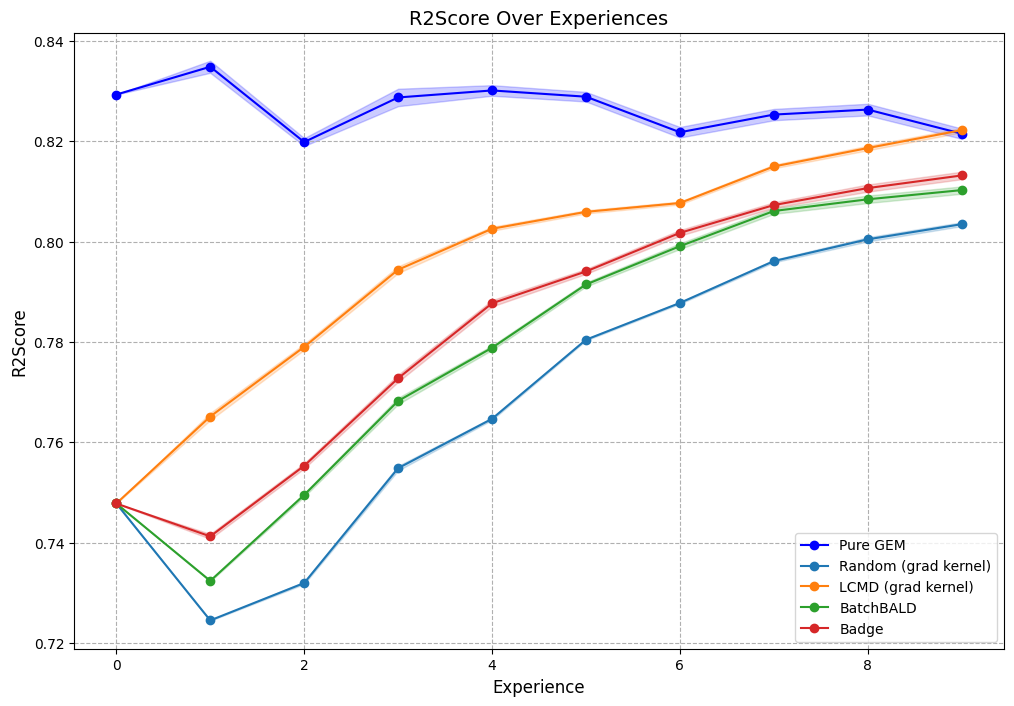 R2Score Over Experiences
0.84
0.82
0.80
0.78
0.76
0.74
0.72
R2Score
0
2
4
6
8
Experience
Pure GEM
Random (grad kernel)
LCMD (grad kernel)
BatchBALD
Badge